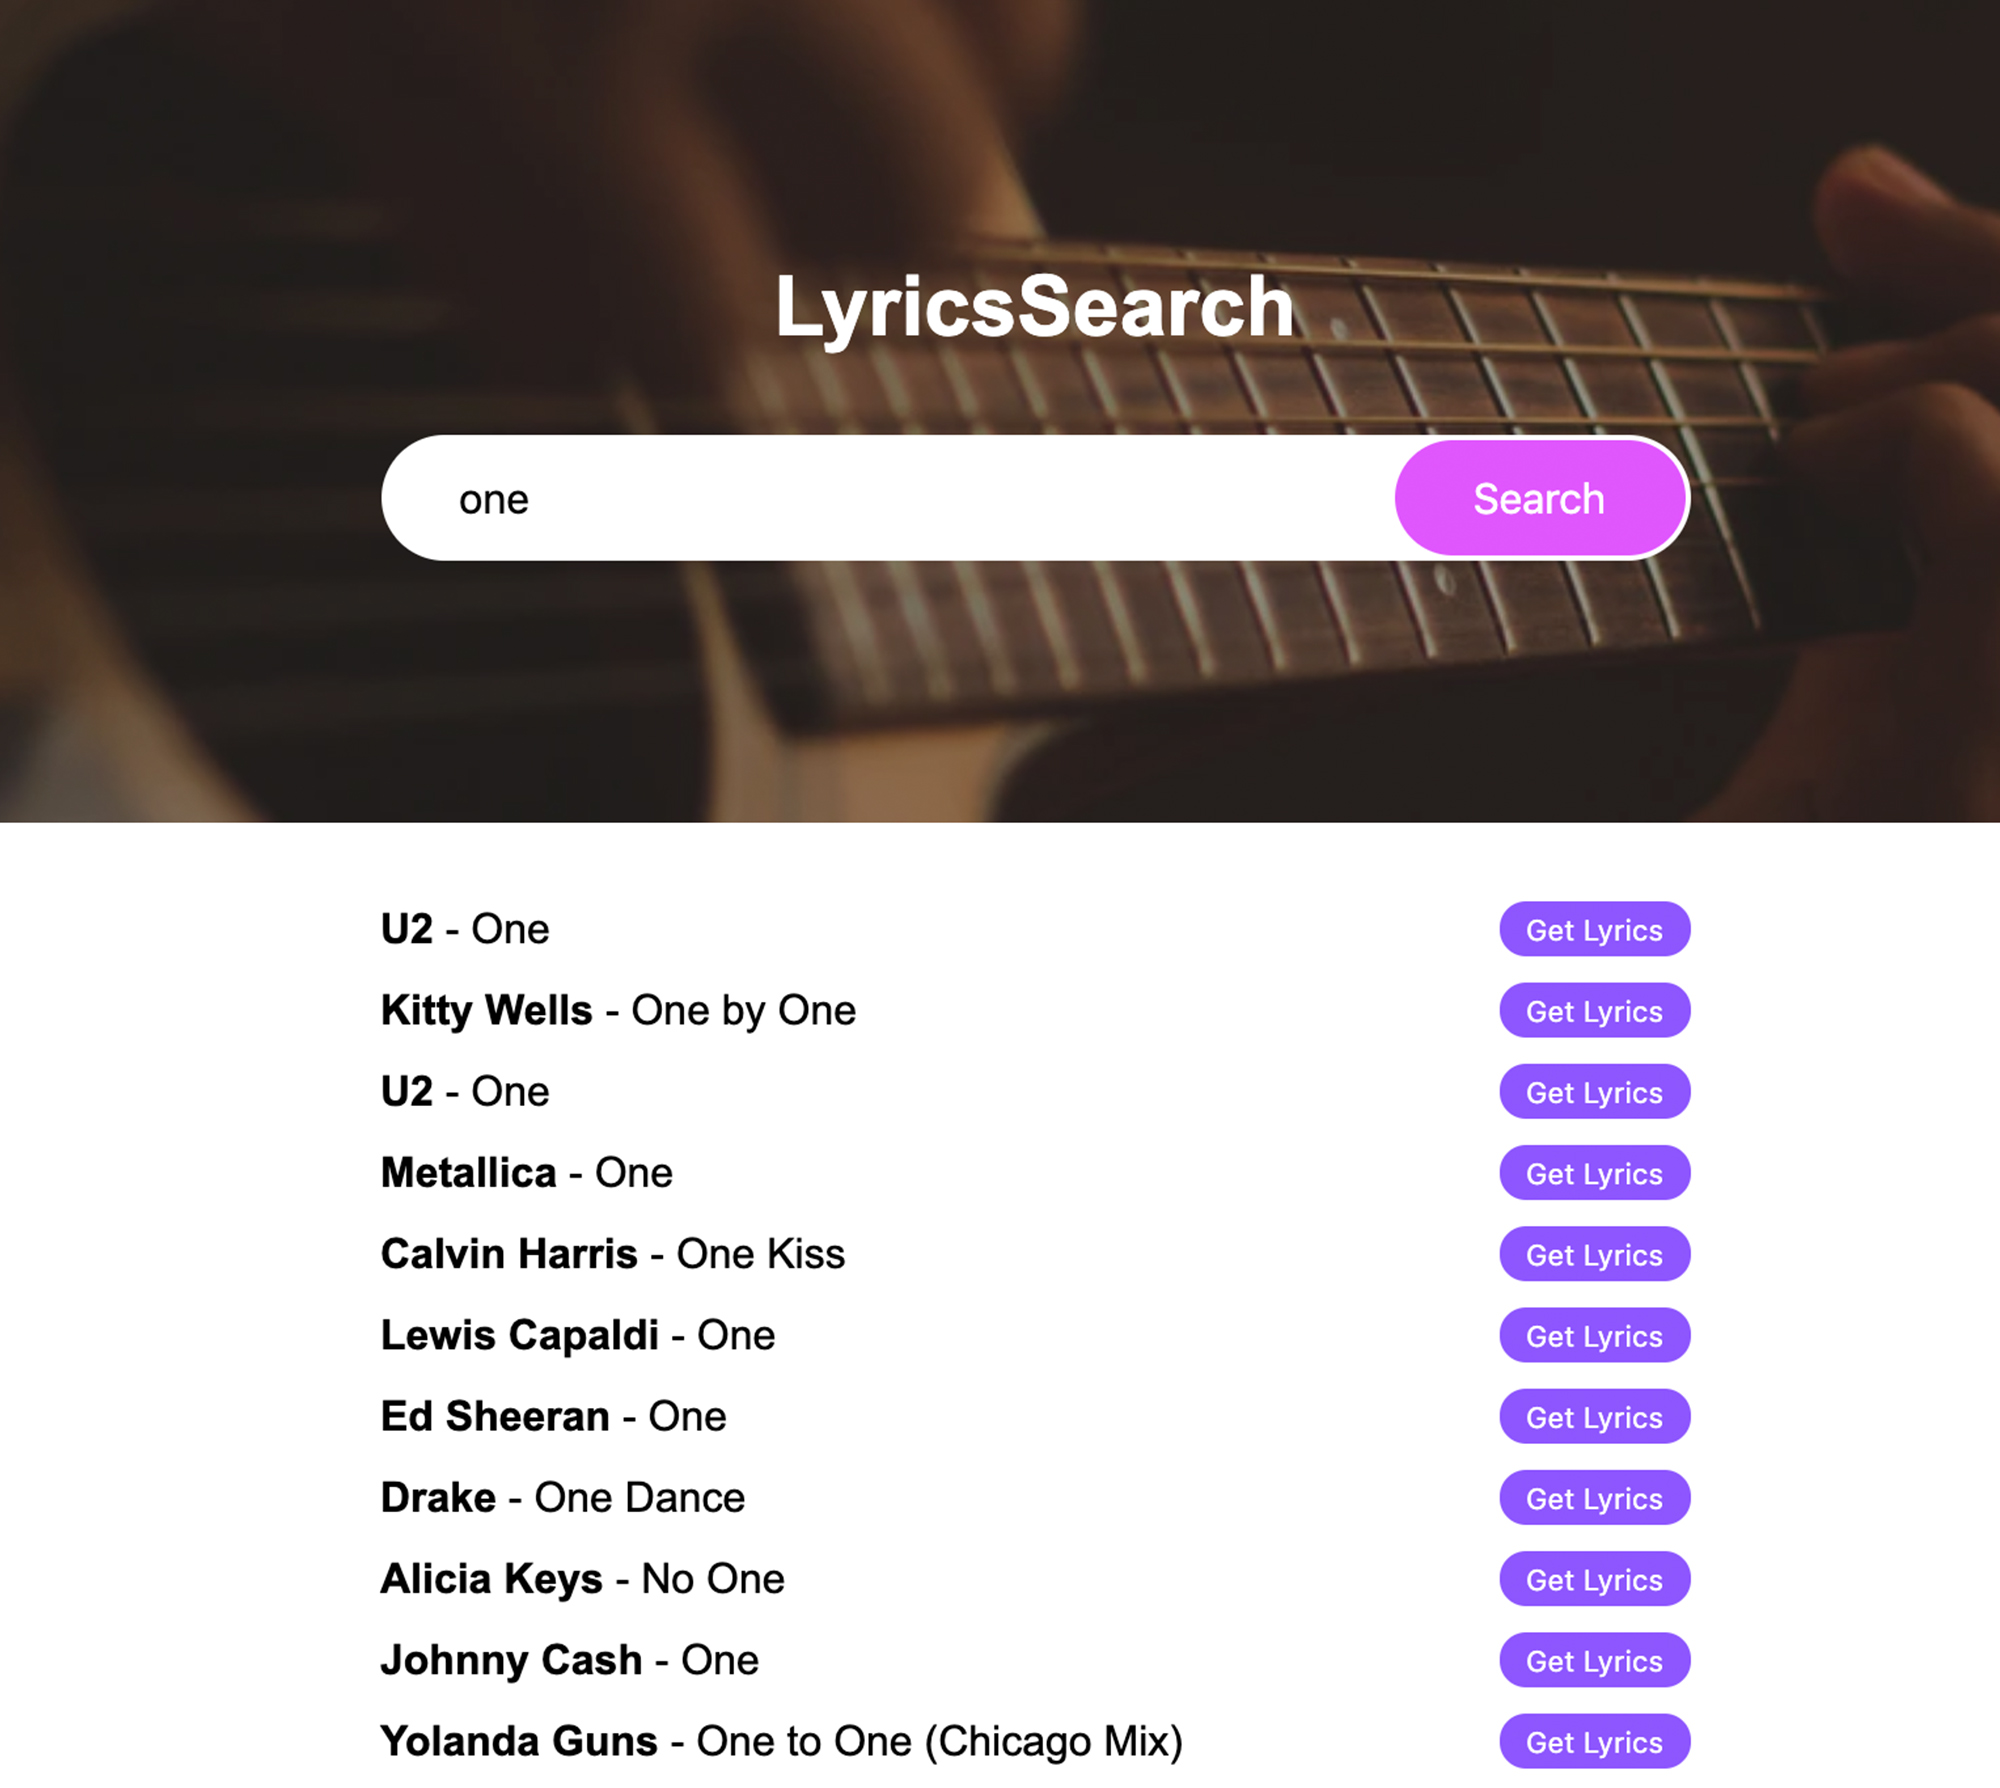 LyricsSearch
one Search
U2 - One Get Lyrics
Kitty Wells - One by One Get Lyrics
U2 - One Get Lyrics
Metallica - One Get Lyrics
Calvin Harris - One Kiss Get Lyrics
Lewis Capaldi - One Get Lyrics
Ed Sheeran - One Get Lyrics
Drake - One Dance Get Lyrics
Alicia Keys - No One Get Lyrics
Johnny Cash - One Get Lyrics
Yolanda Guns - One to One (Chicago Mix) Get Lyrics